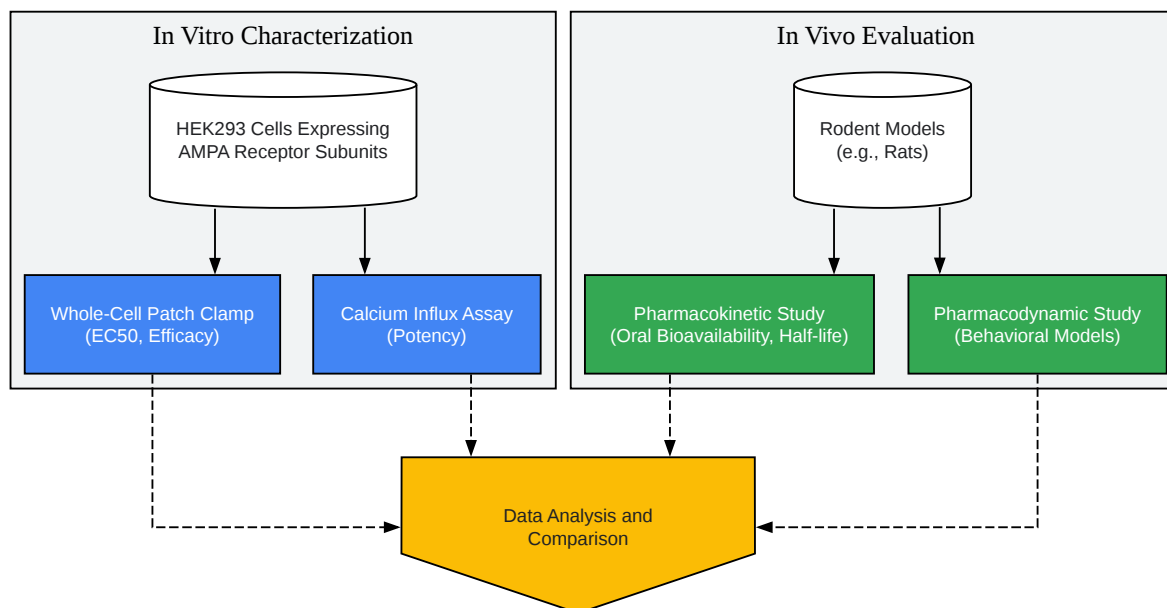 In Vitro Characterization
HEK293 Cells Expressing
AMPA Receptor Subunits
Whole-Cell Patch Clamp
(EC50, Efficacy)
Calcium Influx Assay
(Potency)
In Vivo Evaluation
Rodent Models
(e.g., Rats)
Pharmacokinetic Study
(Oral Bioavailability, Half-life)
Pharmacodynamic Study
(Behavioral Models)
Data Analysis and
Comparison